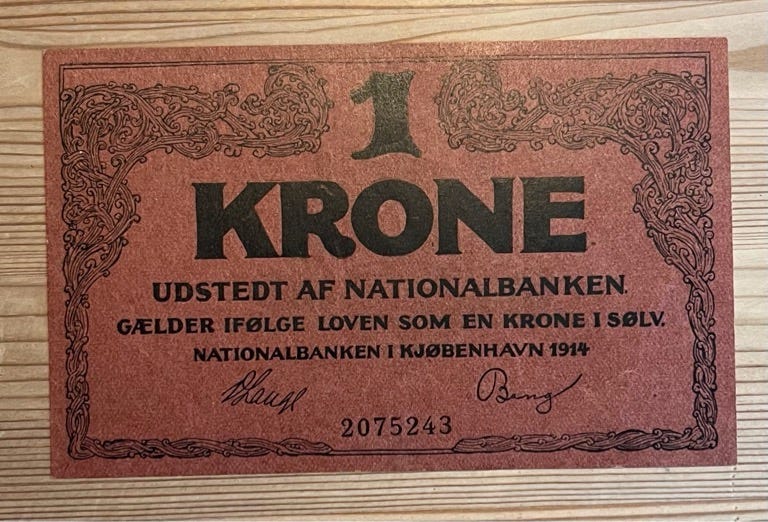 1
KRONE
UDSTEDT AF NATIONALBANKEN.
GÆLDER IFØLGE LOVEN SOM EN KRONE I SØLV.
NATIONALBANKEN I KJØBENHAVN 1914
2075243